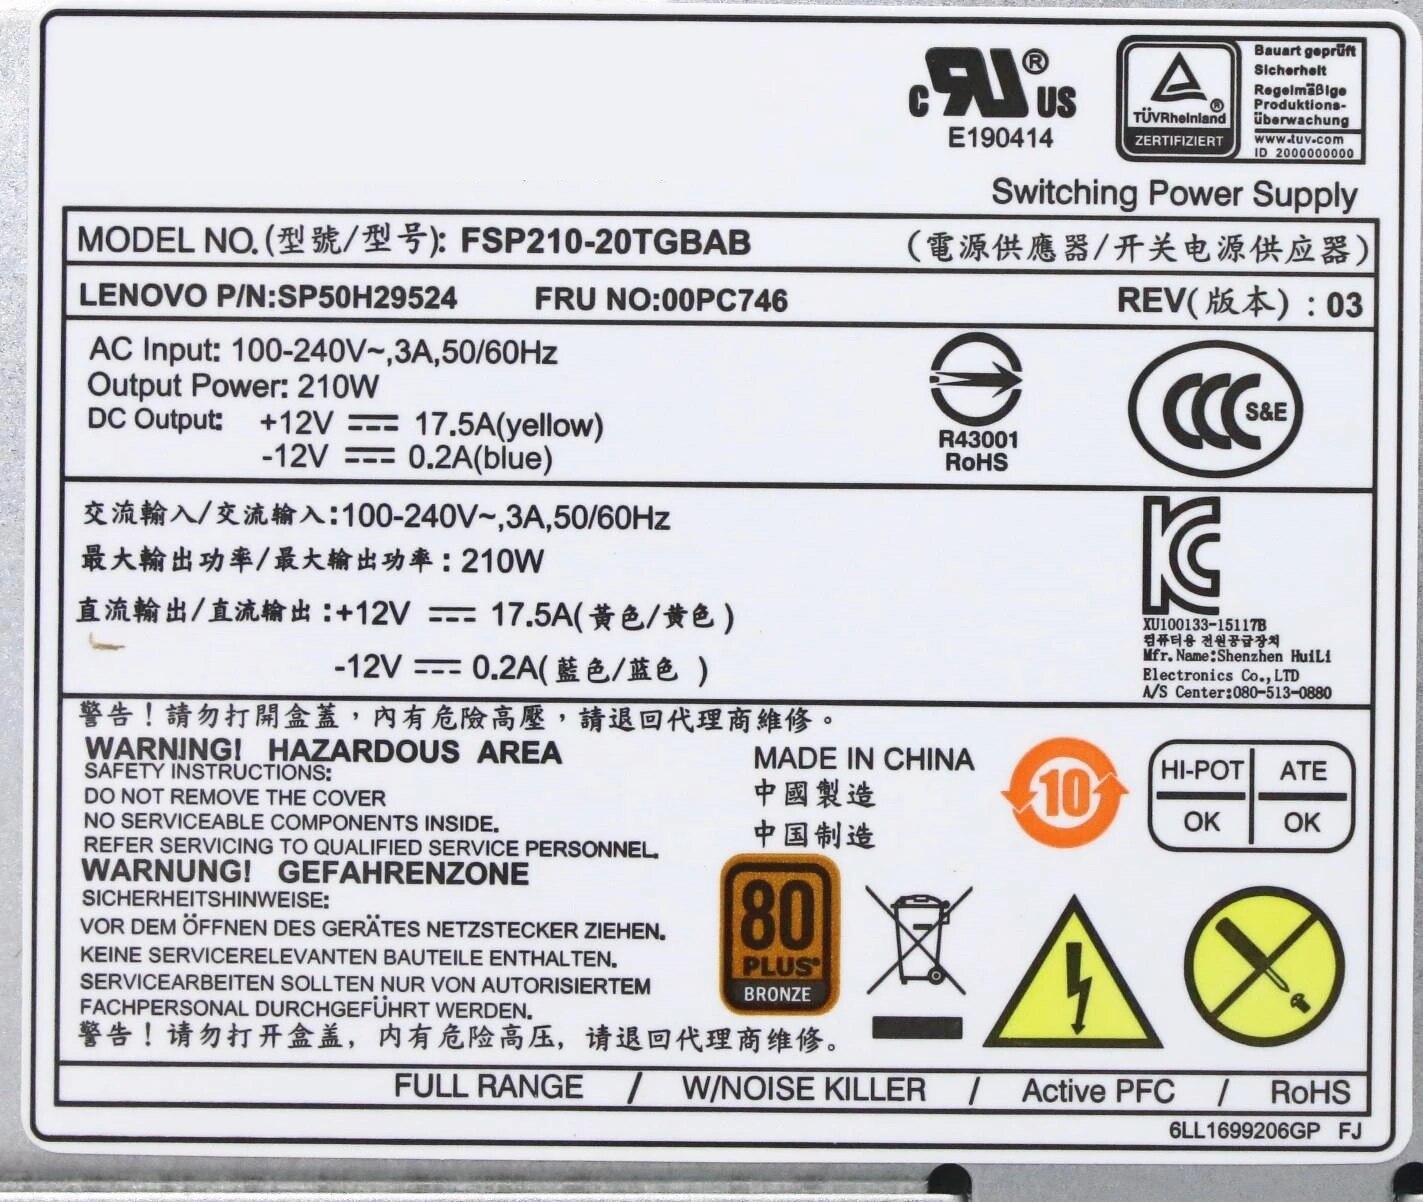 c RU ® US
E190414
TÜVRheinland ®
ZERTIFIZIERT
Bauart geprüft
Sicherheit
Regelmäßige
Produktions-
überwachung
www.tuv.com
ID 2000000000
Switching Power Supply
MODEL NO.(型號/型号): FSP210-20TGBAB (電源供應器/开关电源供应器)
LENOVO P/N:SP50H29524 FRU NO:00PC746 REV(版本) : 03
AC Input: 100-240V~,3A,50/60Hz
Output Power: 210W
DC Output: +12V ⎓ 17.5A(yellow)
-12V ⎓ 0.2A(blue)
R43001
RoHS
CCC S&E
交流輸入/交流输入:100-240V~,3A,50/60Hz
最大輸出功率/最大输出功率:210W
直流輸出/直流输出:+12V ⎓ 17.5A(黃色/黄色)
-12V ⎓ 0.2A(藍色/蓝色)
KC
XU100133-15117B
컴퓨터용 전원공급장치
Mfr.Name:Shenzhen HuiLi
Electronics Co.,LTD
A/S Center:080-513-0880
警告!請勿打開盒蓋,內有危險高壓,請退回代理商維修。
WARNING! HAZARDOUS AREA
SAFETY INSTRUCTIONS:
DO NOT REMOVE THE COVER
NO SERVICEABLE COMPONENTS INSIDE.
REFER SERVICING TO QUALIFIED SERVICE PERSONNEL.
WARNUNG! GEFAHRENZONE
SICHERHEITSHINWEISE:
VOR DEM ÖFFNEN DES GERÄTES NETZSTECKER ZIEHEN.
KEINE SERVICERELEVANTEN BAUTEILE ENTHALTEN.
SERVICEARBEITEN SOLLTEN NUR VON AUTORISIERTEM
FACHPERSONAL DURCHGEFÜHRT WERDEN.
警告!请勿打开盒盖,内有危险高压,请退回代理商维修。
MADE IN CHINA
中國製造
中国制造
10
HI-POT ATE
OK OK
80
PLUS
BRONZE
FULL RANGE / W/NOISE KILLER / Active PFC / RoHS
6LL1699206GP FJ